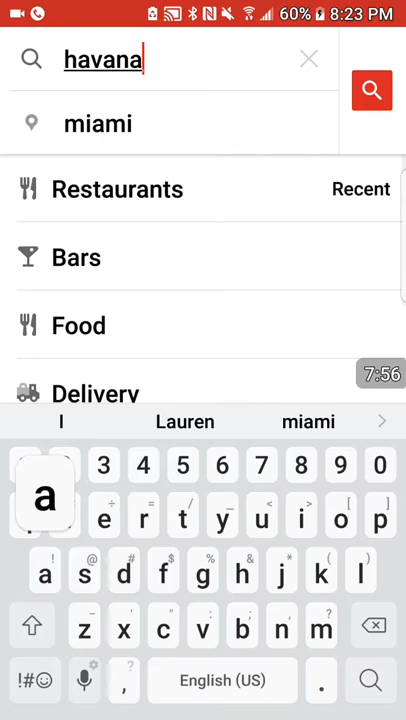 60% 8:23 PM
havana
miami
Restaurants Recent
Bars
Food
Delivery
7:56
I Lauren miami
3 4 5 6 7 8 9 0
a
e r t y u i o p
a s d f g h j k l
z x c v b n m
!#☺ , English (US) .